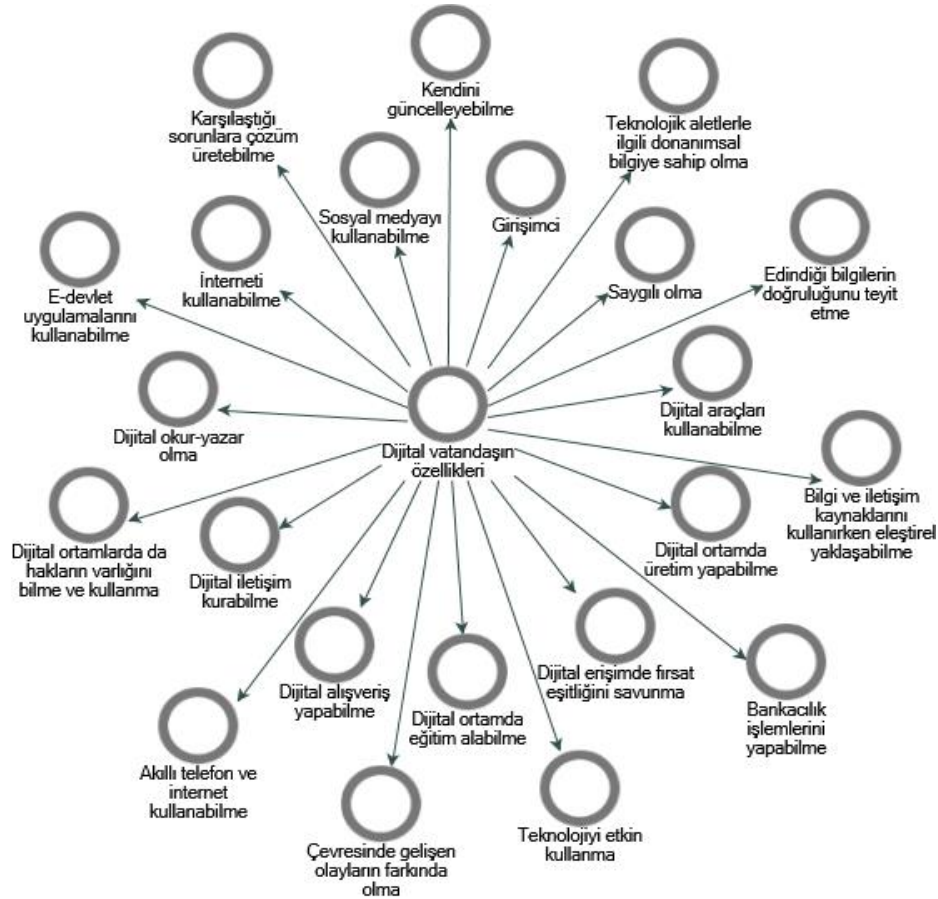 Kendini
güncelleyebilme
Karşılaştığı
sorunlara çözüm
üretebilme
Teknolojik aletlerle
ilgili donanımsal
bilgiye sahip olma
Sosyal medyayı
kullanabilme
Girişimci
İnterneti
kullanabilme
Saygılı olma
Edindiği bilgilerin
doğruluğunu teyit
etme
E-devlet
uygulamalarını
kullanabilme
Dijital araçları
kullanabilme
Dijital okur-yazar
olma
Dijital vatandaşın
özellikleri
Bilgi ve iletişim
kaynaklarını
kullanırken eleştirel
yaklaşabilme
Dijital ortamlarda da
hakların varlığını
bilme ve kullanma
Dijital iletişim
kurabilme
Dijital ortamda
üretim yapabilme
Dijital alışveriş
yapabilme
Dijital ortamda
eğitim alabilme
Dijital erişimde fırsat
eşitliğini savunma
Bankacılık
işlemlerini
yapabilme
Akıllı telefon ve
internet
kullanabilme
Çevresinde gelişen
olayların farkında
olma
Teknolojiyi etkin
kullanma